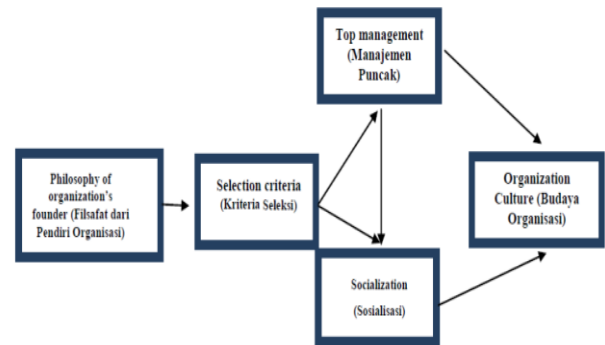 Top management
(Manajemen
Puncak)
Philosophy of
organization's
founder (Filsafat dari
Pendiri Organisasi)
Selection criteria
(Kriteria Seleksi)
Organization
Culture (Budaya
Organisasi)
Socialization
(Sosialisasi)